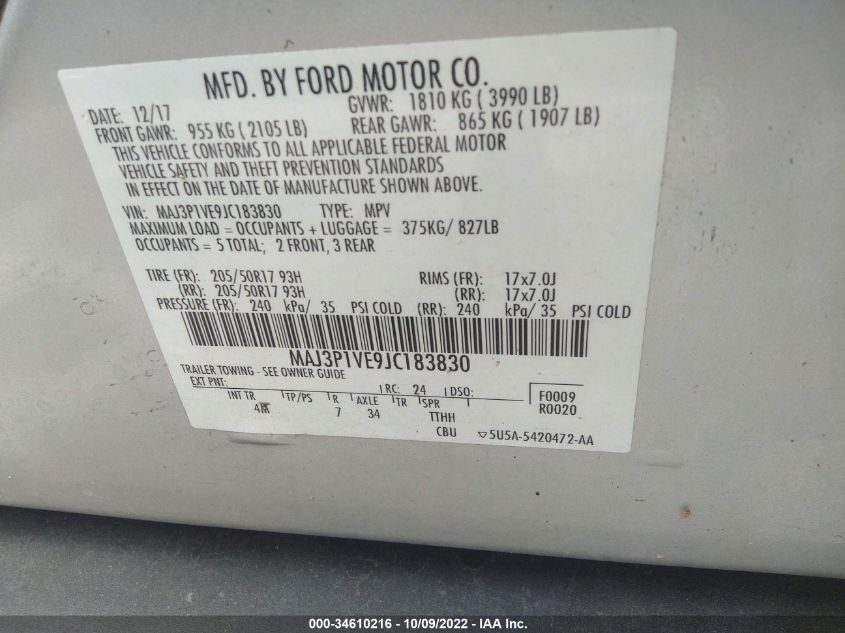 MFD. BY FORD MOTOR CO.
DATE: 12/17 GVWR: 1810 KG ( 3990 LB)
FRONT GAWR: 955 KG ( 2105 LB) REAR GAWR: 865 KG ( 1907 LB)
THIS VEHICLE CONFORMS TO ALL APPLICABLE FEDERAL MOTOR
VEHICLE SAFETY AND THEFT PREVENTION STANDARDS
IN EFFECT ON THE DATE OF MANUFACTURE SHOWN ABOVE.
VIN: MAJ3P1VE9JC183830 TYPE: MPV
MAXIMUM LOAD = OCCUPANTS + LUGGAGE = 375KG/ 827LB
OCCUPANTS = 5 TOTAL; 2 FRONT, 3 REAR
TIRE (FR): 205/50R17 93H RIMS (FR): 17x7.0J
(RR): 205/50R17 93H (RR): 17x7.0J
PRESSURE (FR): 240 kPa/ 35 PSI COLD (RR): 240 kPa/ 35 PSI COLD
MAJ3P1VE9JC183830
TRAILER TOWING - SEE OWNER GUIDE
EXT PNT: RC: 24 DSO: F0009
INT TR TP/PS R AXLE TR SPR R0020
7 34 TTHH
CBU ▽5U5A-5420472-AA
000-34610216 - 10/09/2022 - IAA Inc.